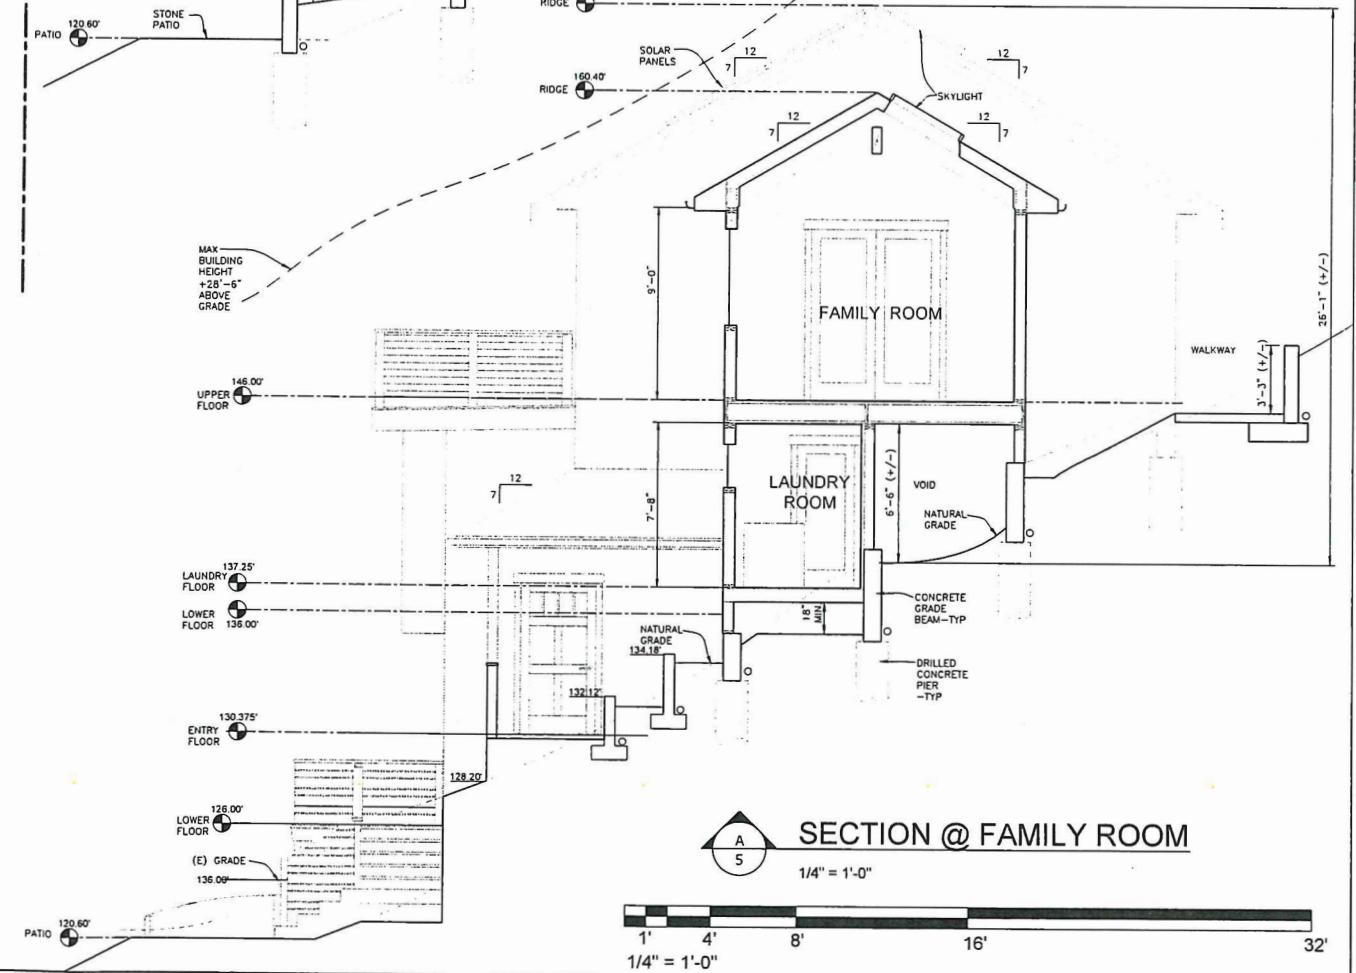 RIDGE
120.60'
PATIO
STONE
PATIO
SOLAR
PANELS
12
7
12
7
160.40'
RIDGE
SKYLIGHT
12
7
12
7
MAX
BUILDING
HEIGHT
+28'-6"
ABOVE
GRADE
9'-0"
FAMILY ROOM
26'-1" (+/-)
WALKWAY
3'-3" (+/-)
146.00'
UPPER
FLOOR
12
7
7'-8"
LAUNDRY
ROOM
6'-6" (+/-)
VOID
NATURAL
GRADE
137.25'
LAUNDRY
FLOOR
LOWER
FLOOR
136.00'
18"
MIN.
CONCRETE
GRADE
BEAM-TYP
NATURAL
GRADE
134.18'
DRILLED
CONCRETE
PIER
-TYP
132.12'
130.375'
ENTRY
FLOOR
128.20'
126.00'
LOWER
FLOOR
(E) GRADE
136.00'
120.60'
PATIO
A
5
SECTION @ FAMILY ROOM
1/4" = 1'-0"
1' 4' 8' 16' 32'
1/4" = 1'-0"